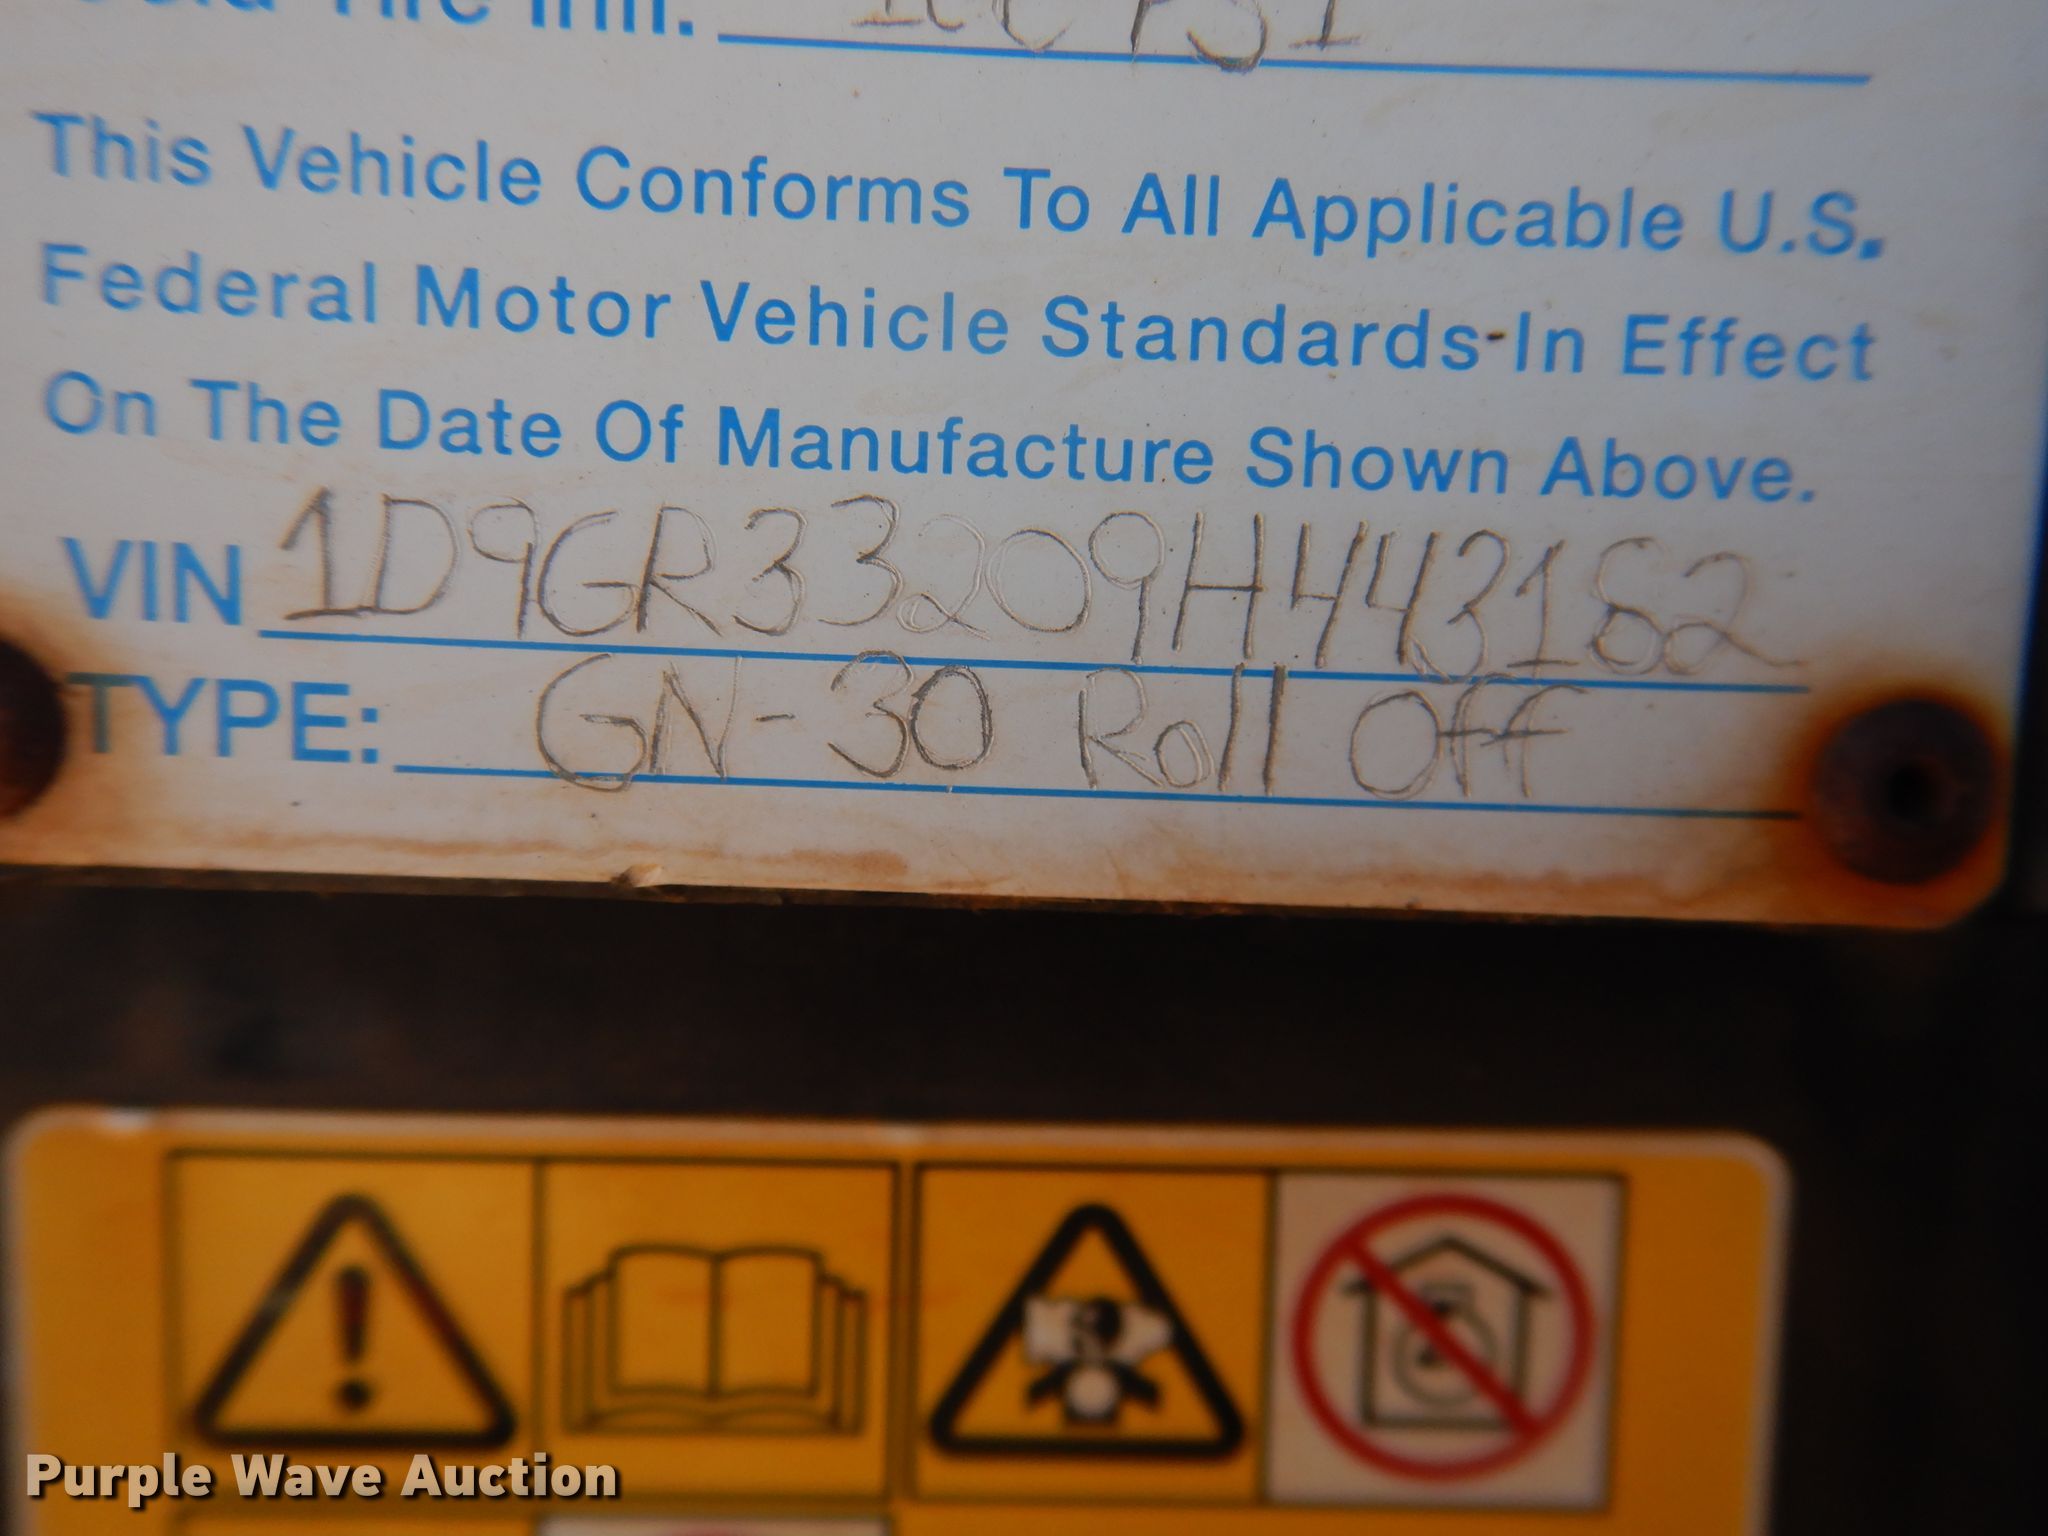 This Vehicle Conforms To All Applicable U.S.
Federal Motor Vehicle Standards In Effect
On The Date Of Manufacture Shown Above.
VIN 1D9GR33209H443182
TYPE: GN-30 Roll Off
Purple Wave Auction